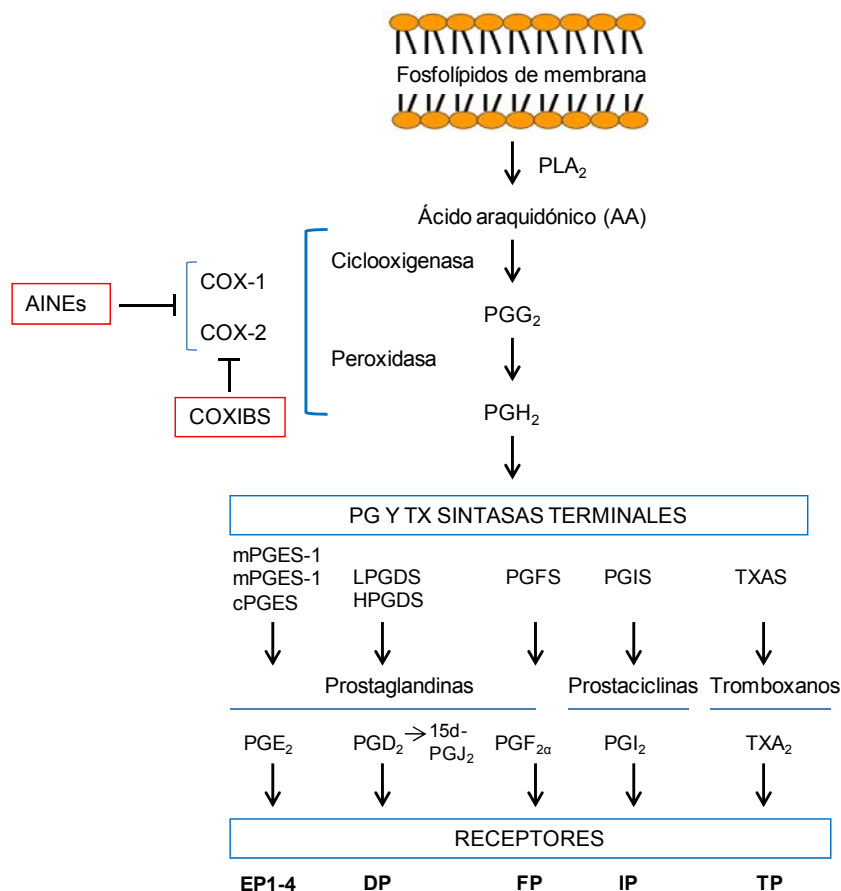 Fosfolípidos de membrana
PLA₂
Ácido araquidónico (AA)
Ciclooxigenasa
COX-1
AINEs
PGG₂
COX-2
Peroxidasa
COXIBS
PGH₂
PG Y TX SINTASAS TERMINALES
mPGES-1
mPGES-1
cPGES
LPGDS
HPGDS
PGFS
PGIS
TXAS
Prostaglandinas
Prostaciclinas
Tromboxanos
PGE₂
PGD₂
15d-
PGJ₂
PGF₂α
PGI₂
TXA₂
RECEPTORES
EP1-4
DP
FP
IP
TP